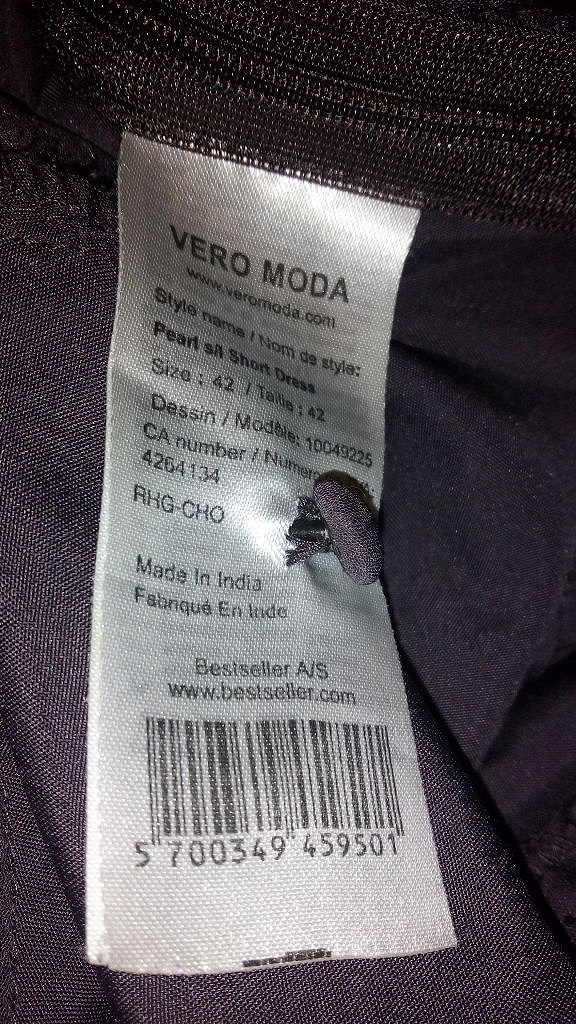 VERO MODA
www.veromoda.com
Style name / Nom de style:
Pearl s/l Short Dress
Size : 42 / Taille : 42
Dessin / Modèle: 10049225
CA number / Numero
4264134
RHG-CHO
Made In India
Fabriqué En Inde
Bestseller A/S
www.bestseller.com
5 700349 459501